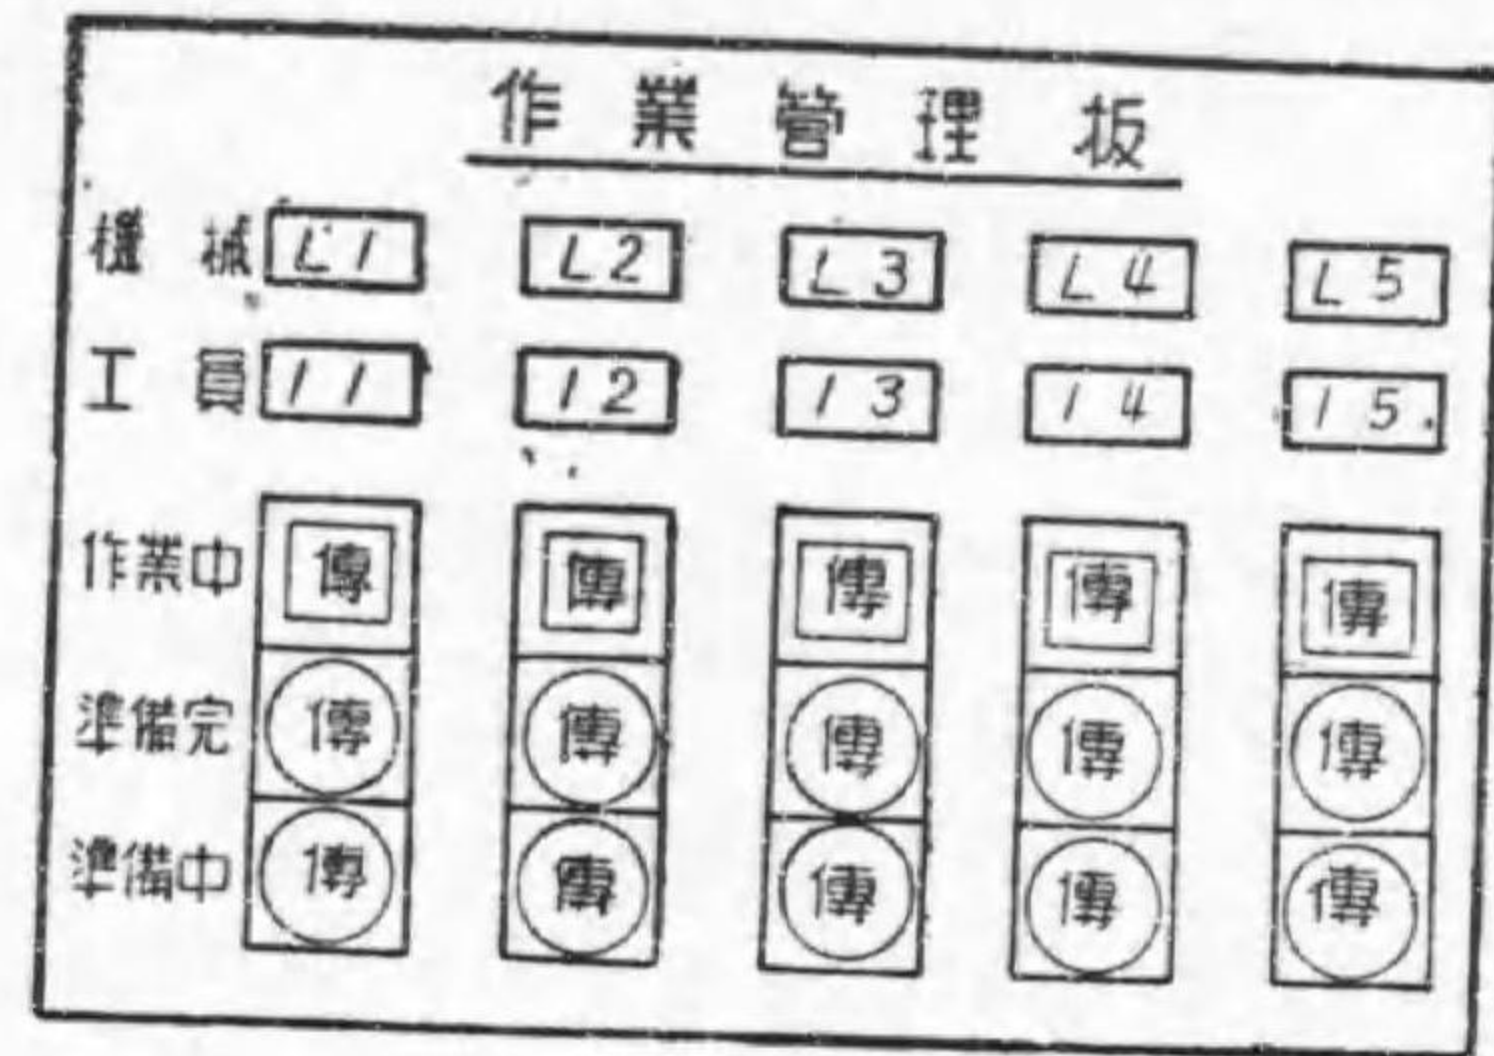 作業管理板
機械 L1 L2 L3 L4 L5
工員 11 12 13 14 15
作業中 傳 傳 傳 傳 傳
準備完 傳 傳 傳 傳 傳
準備中 傳 傳 傳 傳 傳